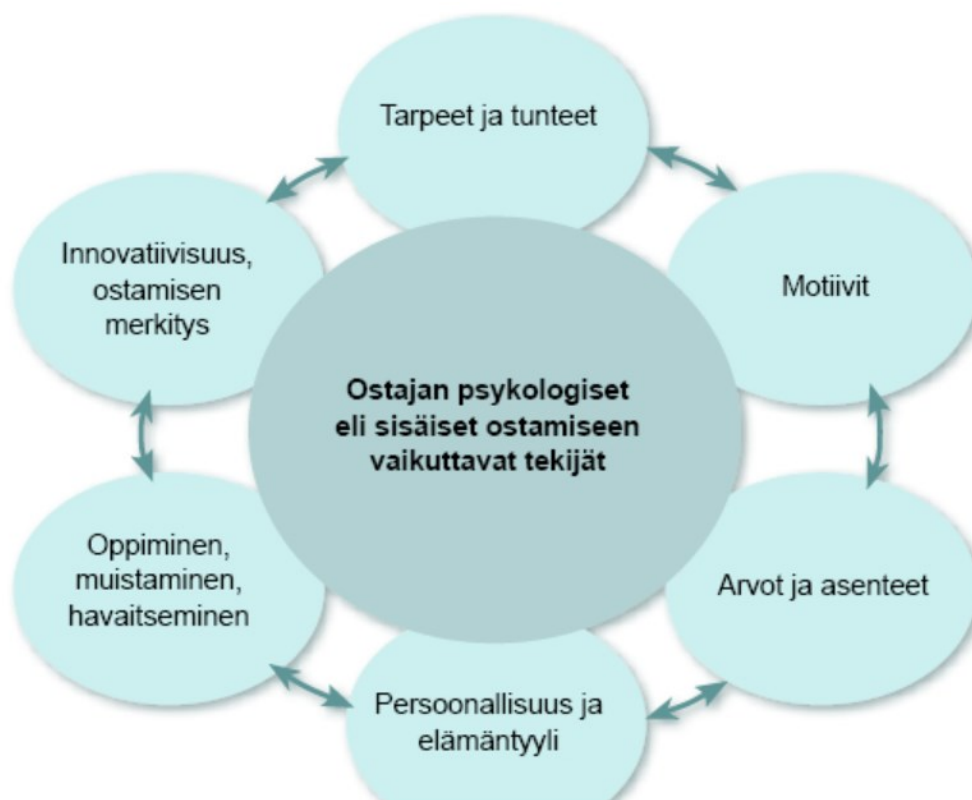 Tarpeet ja tunteet
Motiivit
Arvot ja asenteet
Persoonallisuus ja
elämäntyyli
Oppiminen,
muistaminen,
havaitseminen
Innovatiivisuus,
ostamisen
merkitys
Ostajan psykologiset
eli sisäiset ostamiseen
vaikuttavat tekijät